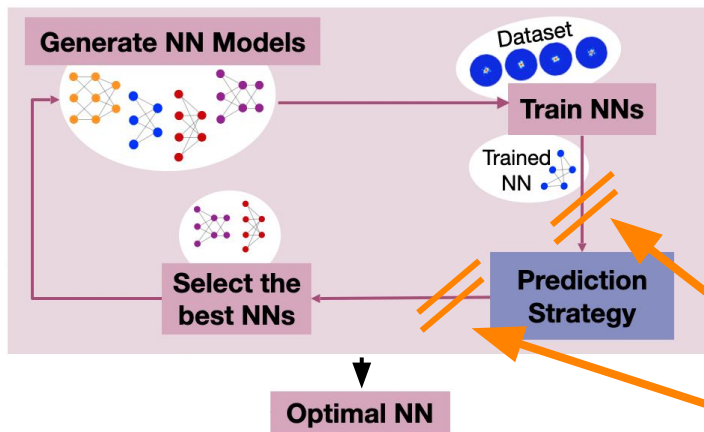 Generate NN Models
Dataset
Train NNs
Trained
NN
Prediction
Strategy
Select the
best NNs
Optimal NN